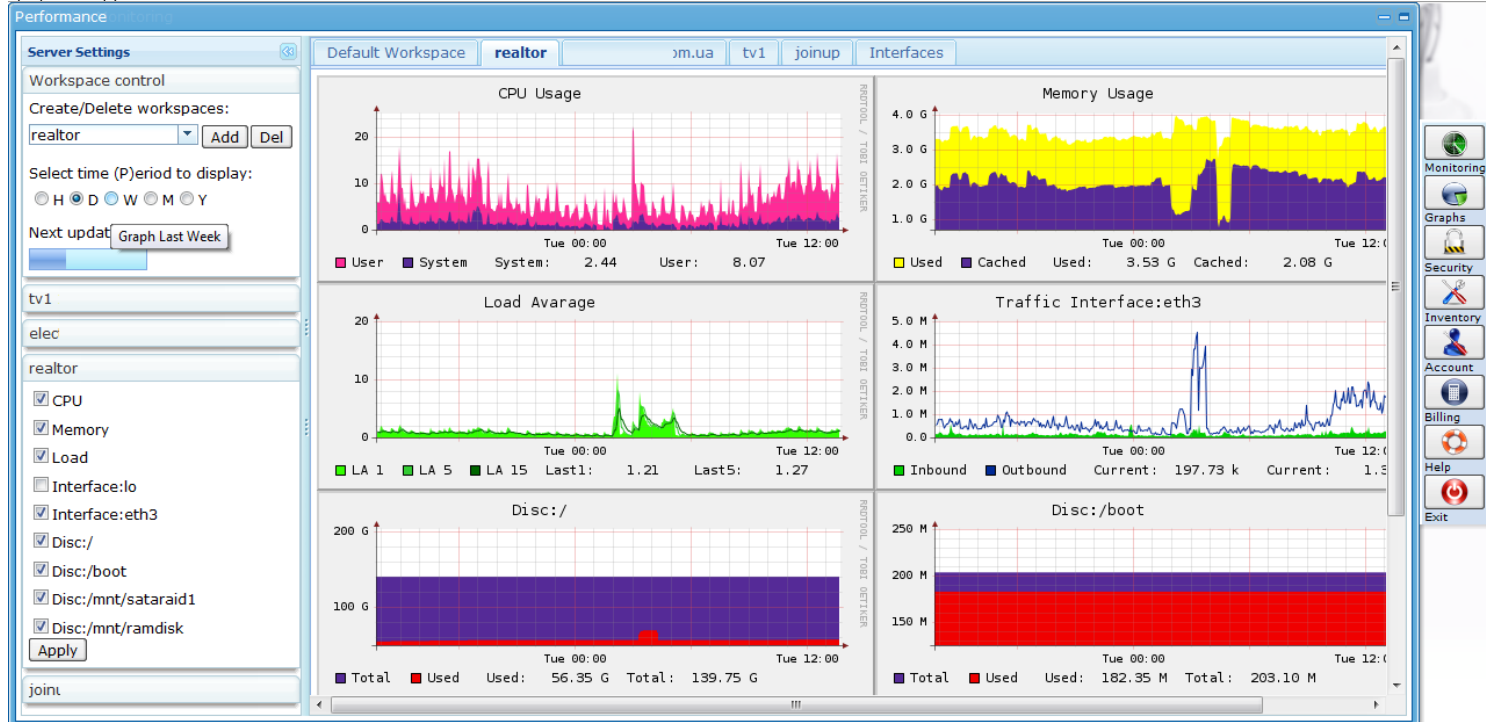 Performance
Server Settings
Workspace control
Create/Delete workspaces:
realtor Add Del
Select time (P)eriod to display:
H D W M Y
Next updat
Graph Last Week
tv1
elec
realtor
CPU
Memory
Load
Interface:lo
Interface:eth3
Disc:/
Disc:/boot
Disc:/mnt/sataraid1
Disc:/mnt/ramdisk
Apply
joinu
Default Workspace realtor om.ua tv1 joinup Interfaces
CPU Usage
RRDTOOL / TOBI OETIKER
20
10
0
Tue 00:00 Tue 12:00
User System System: 2.44 User: 8.07
Memory Usage
4.0 G
3.0 G
2.0 G
1.0 G
Tue 00:00 Tue 12:0
Used Cached Used: 3.53 G Cached: 2.08 G
Load Avarage
RRDTOOL / TOBI OETIKER
20
10
0
Tue 00:00 Tue 12:00
LA 1 LA 5 LA 15 Last1: 1.21 Last5: 1.27
Traffic Interface:eth3
5.0 M
4.0 M
3.0 M
2.0 M
1.0 M
0.0
Tue 00:00 Tue 12:0
Inbound Outbound Current: 197.73 k Current: 1.3
Disc:/
RRDTOOL / TOBI OETIKER
200 G
100 G
Tue 00:00 Tue 12:00
Total Used Used: 56.35 G Total: 139.75 G
Disc:/boot
250 M
200 M
150 M
Tue 00:00 Tue 12:0
Total Used Used: 182.35 M Total: 203.10 M
Monitoring
Graphs
Security
Inventory
Account
Billing
Help
Exit